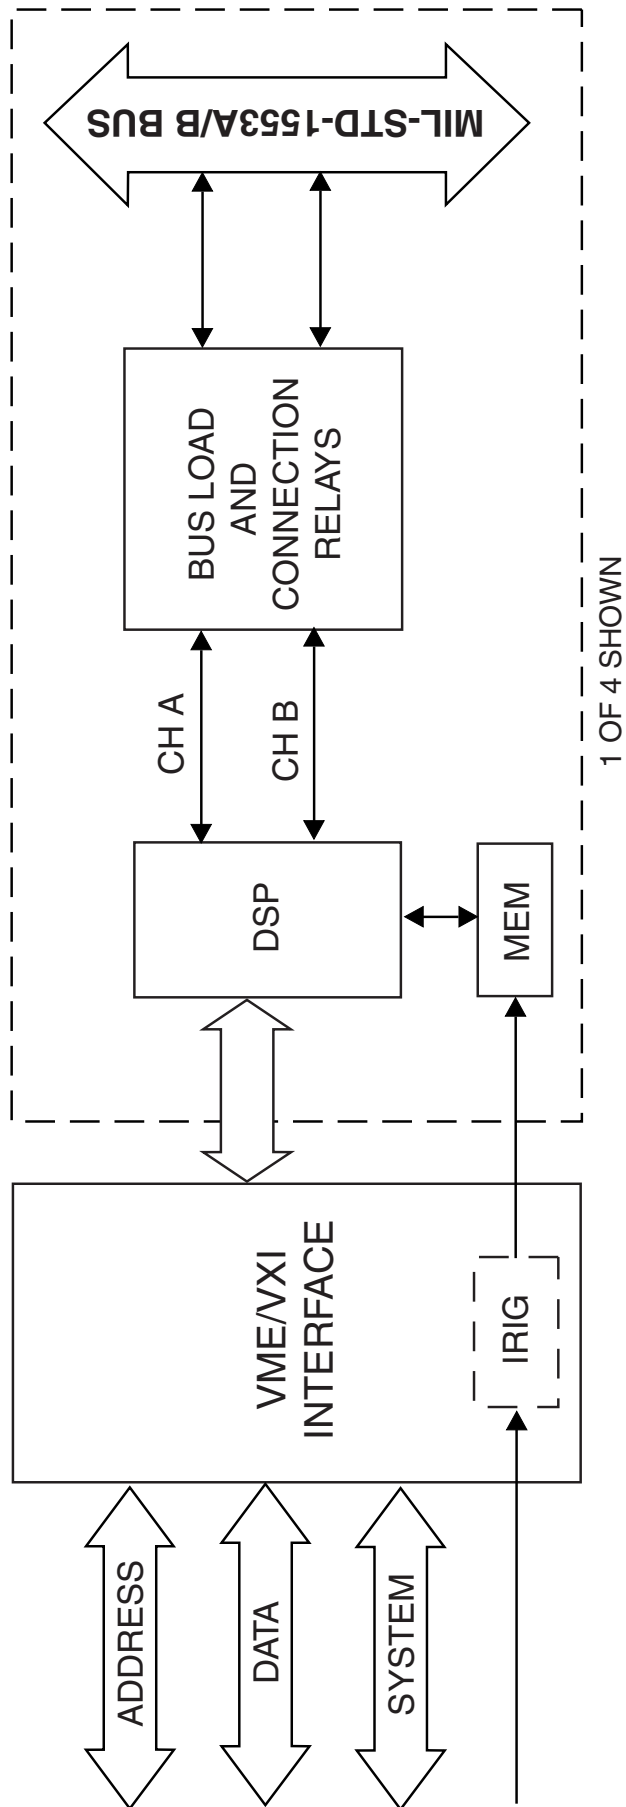 ADDRESS
DATA
SYSTEM
VME/VXI
INTERFACE
IRIG
DSP
MEM
CH A
CH B
BUS LOAD
AND
CONNECTION
RELAYS
MIL-STD-1553A/B BUS
1 OF 4 SHOWN